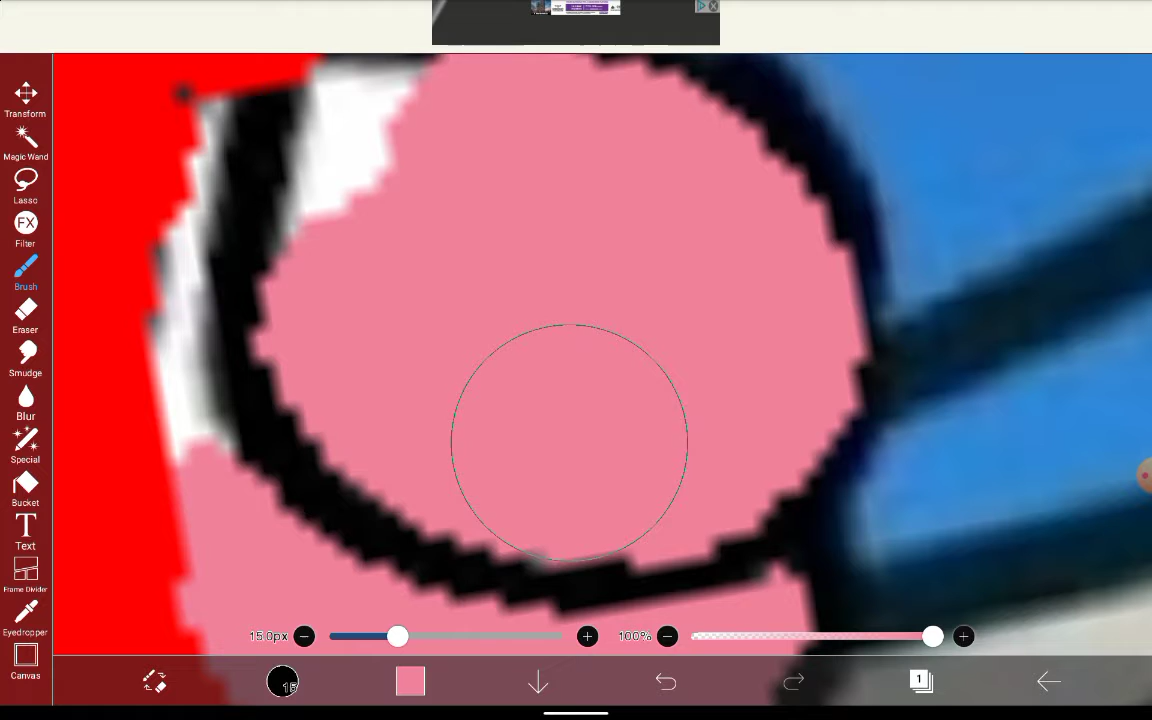 Transform
Magic Wand
Lasso
FX
Filter
Brush
Eraser
Smudge
Blur
Special
Bucket
T
Text
Frame Divider
Eyedropper
Canvas
15.0px
100%
15
1